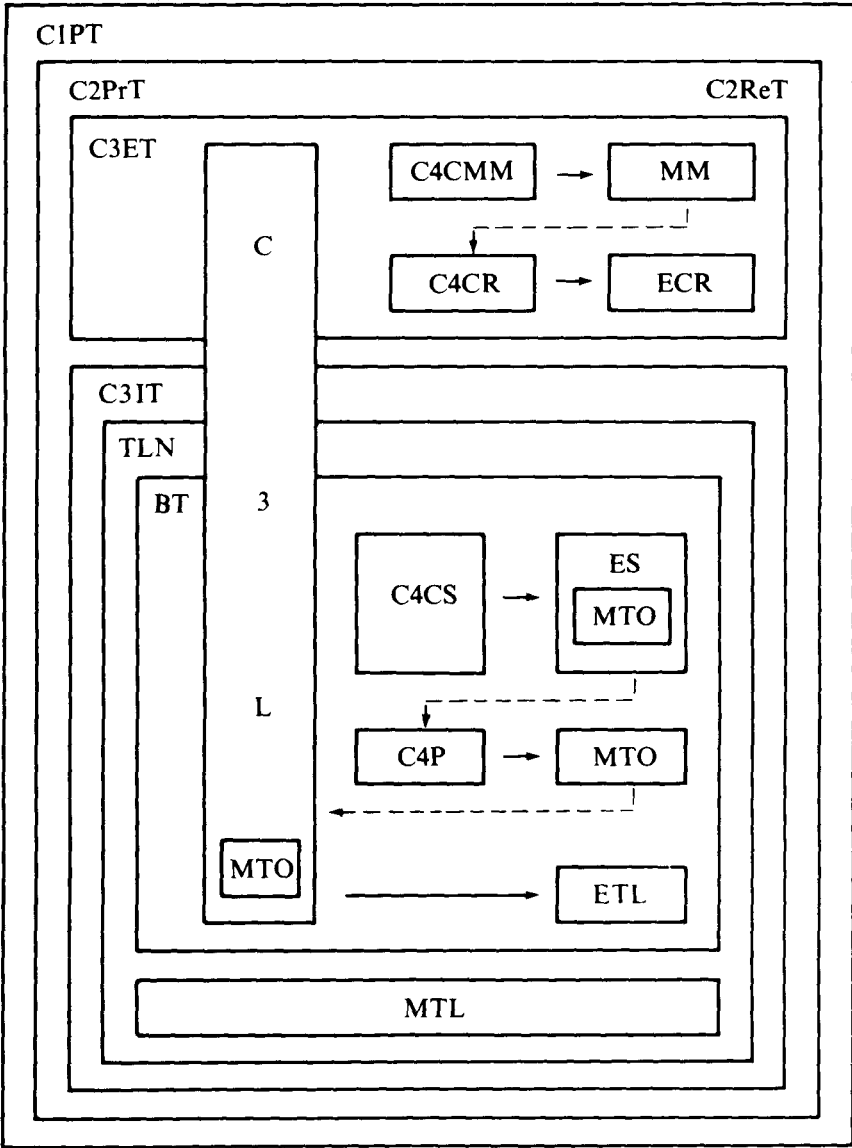 C1PT
C2PrT C2ReT
C3ET
C4CMM MM
C
C4CR ECR
C3IT
TLN
BT 3
ES
C4CS
MTO
L
C4P MTO
MTO
ETL
MTL